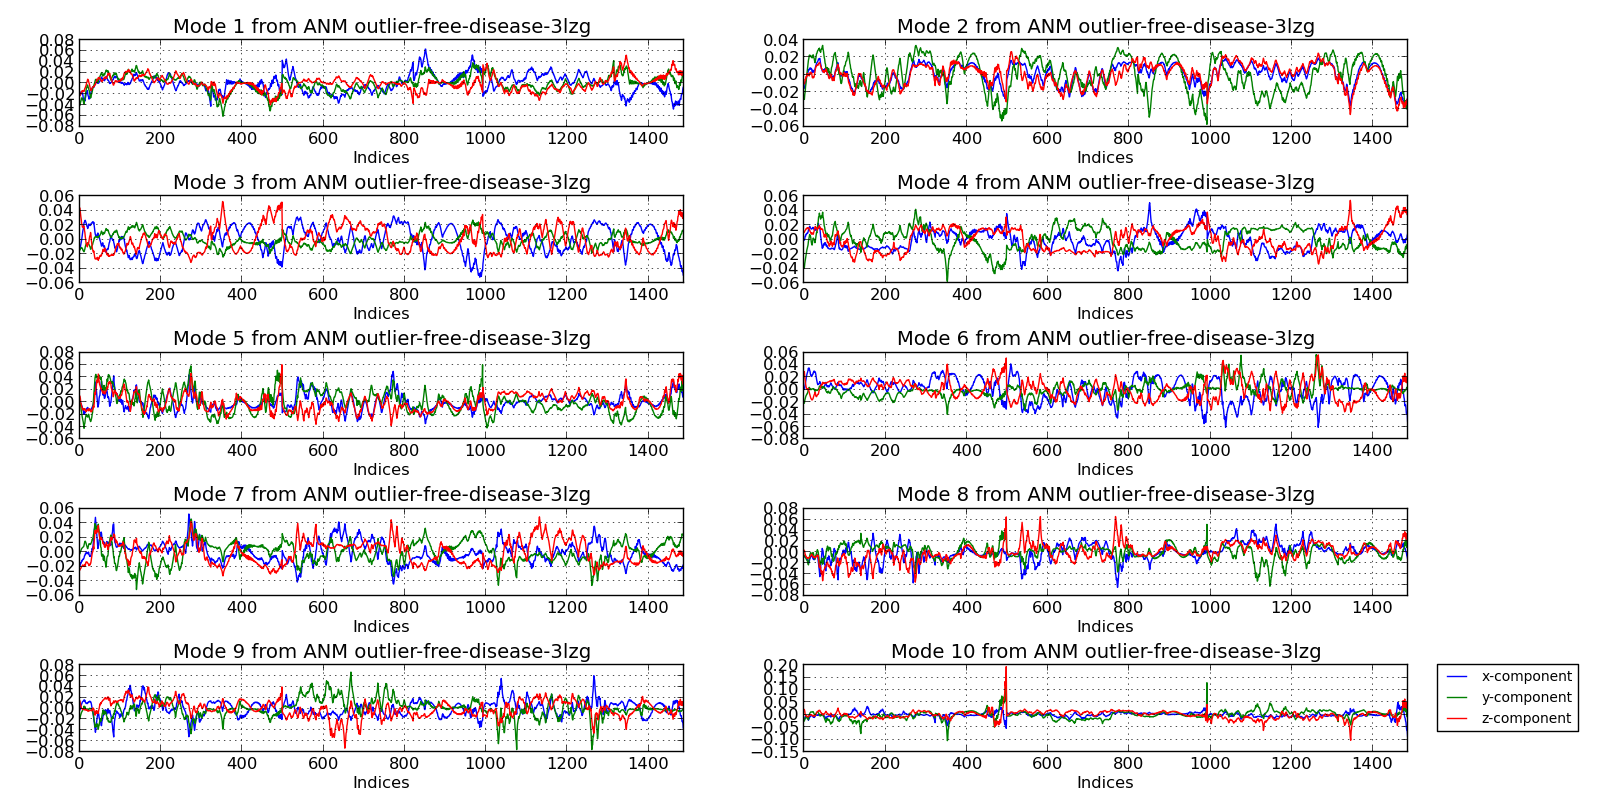 Mode 1 from ANM outlier-free-disease-3lzg
0.08
0.06
0.04
0.02
0.00
−0.02
−0.04
−0.06
−0.08
0 200 400 600 800 1000 1200 1400
Indices
Mode 2 from ANM outlier-free-disease-3lzg
0.04
0.02
0.00
−0.02
−0.04
−0.06
0 200 400 600 800 1000 1200 1400
Indices
Mode 3 from ANM outlier-free-disease-3lzg
0.06
0.04
0.02
0.00
−0.02
−0.04
−0.06
0 200 400 600 800 1000 1200 1400
Indices
Mode 4 from ANM outlier-free-disease-3lzg
0.06
0.04
0.02
0.00
−0.02
−0.04
−0.06
0 200 400 600 800 1000 1200 1400
Indices
Mode 5 from ANM outlier-free-disease-3lzg
0.08
0.06
0.04
0.02
0.00
−0.02
−0.04
−0.06
0 200 400 600 800 1000 1200 1400
Indices
Mode 6 from ANM outlier-free-disease-3lzg
0.06
0.04
0.02
0.00
−0.02
−0.04
−0.06
−0.08
0 200 400 600 800 1000 1200 1400
Indices
Mode 7 from ANM outlier-free-disease-3lzg
0.06
0.04
0.02
0.00
−0.02
−0.04
−0.06
0 200 400 600 800 1000 1200 1400
Indices
Mode 8 from ANM outlier-free-disease-3lzg
0.08
0.06
0.04
0.02
0.00
−0.02
−0.04
−0.06
−0.08
0 200 400 600 800 1000 1200 1400
Indices
Mode 9 from ANM outlier-free-disease-3lzg
0.08
0.06
0.04
0.02
0.00
−0.02
−0.04
−0.06
−0.08
0 200 400 600 800 1000 1200 1400
Indices
Mode 10 from ANM outlier-free-disease-3lzg
0.20
0.15
0.10
0.05
0.00
−0.05
−0.10
−0.15
0 200 400 600 800 1000 1200 1400
Indices
x-component
y-component
z-component